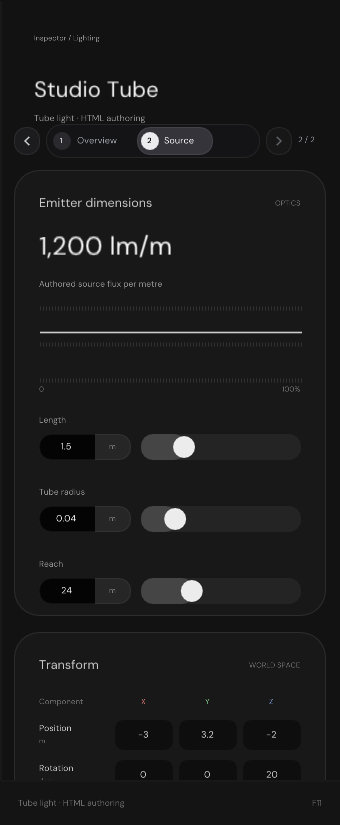 Inspector / Lighting
Studio Tube
Tube light · HTML authoring
1 Overview 2 Source 2 / 2
Emitter dimensions OPTICS
1,200 lm/m
Authored source flux per metre
0 100%
Length
1.5 m
Tube radius
0.04 m
Reach
24 m
Transform WORLD SPACE
Component X Y Z
Position
m
-3 3.2 -2
Rotation
0 0 20
Tube light · HTML authoring F11